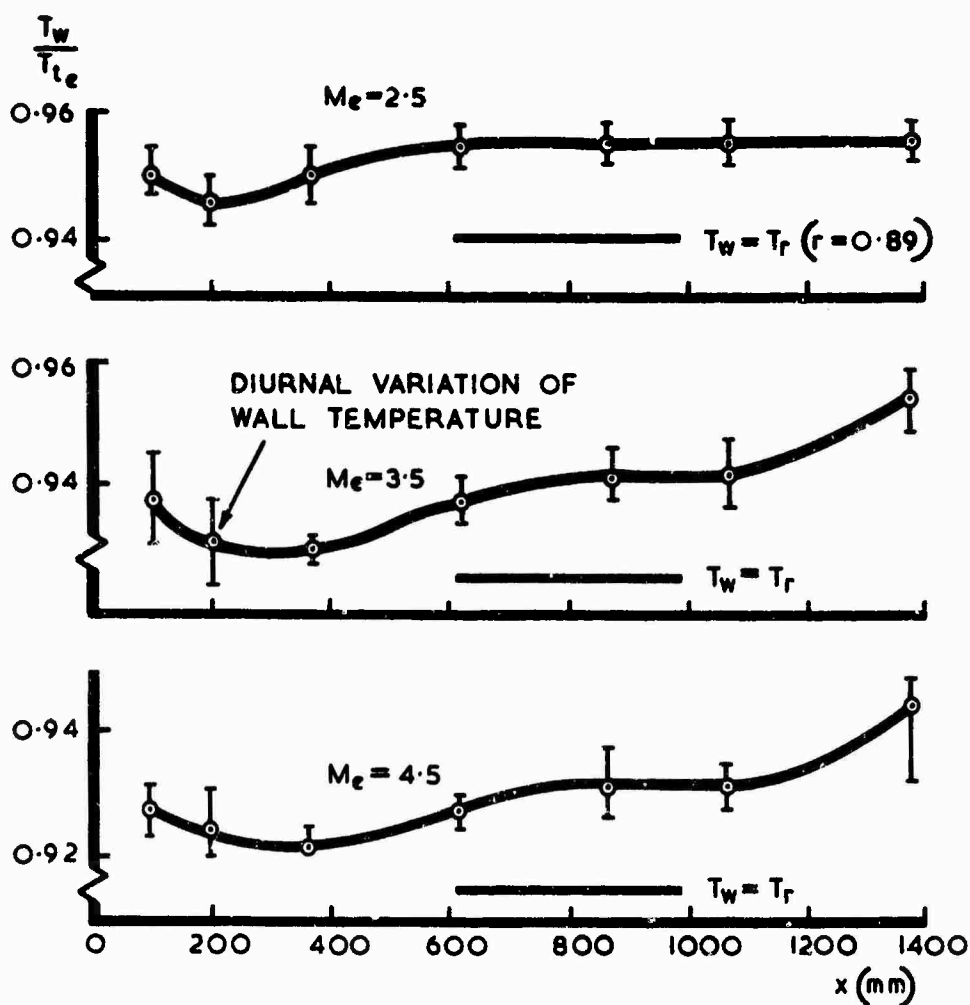 Tw
Tte
Me=2·5
0·96
0·94
Tw = Tr (r=0·89)
0·96
DIURNAL VARIATION OF
WALL TEMPERATURE
0·94
Me=3·5
Tw = Tr
0·94
Me = 4·5
0·92
Tw = Tr
0 200 400 600 800 1000 1200 1400
x (mm)